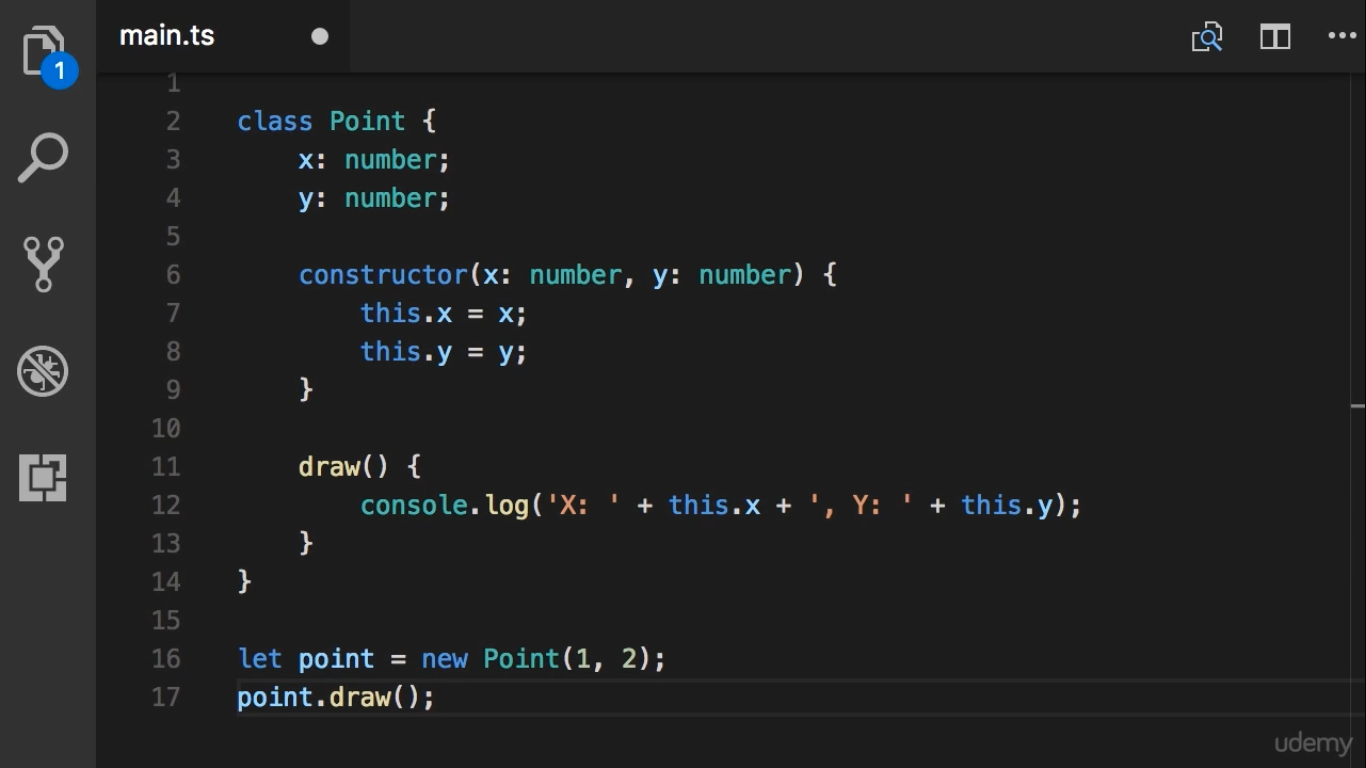 main.ts
1
1
2 class Point {
3     x: number;
4     y: number;
5
6     constructor(x: number, y: number) {
7         this.x = x;
8         this.y = y;
9     }
10
11     draw() {
12         console.log('X: ' + this.x + ', Y: ' + this.y);
13     }
14 }
15
16 let point = new Point(1, 2);
17 point.draw();
udemy